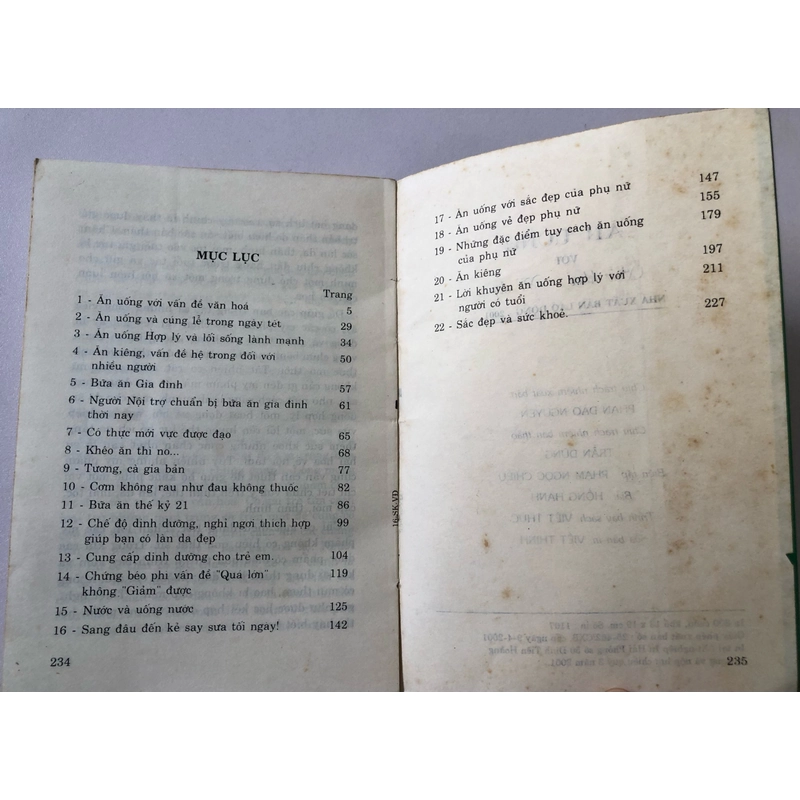 MỤC LỤC
Trang
1 - Ăn uống với vấn đề văn hoá 5
2 - Ăn uống và cúng lễ trong ngày tết 29
3 - Ăn uống Hợp lý và lối sống lành mạnh 34
4 - Ăn kiêng, vấn đề hệ trong đối với
nhiều người 50
5 - Bữa ăn Gia đình 57
6 - Người Nội trợ chuẩn bị bữa ăn gia đình
thời nay 61
7 - Có thực mới vực được đạo 65
8 - Khéo ăn thì no... 68
9 - Tương, cà gia bản 77
10 - Cơm không rau như đau không thuốc 82
11 - Bữa ăn thế kỷ 21 86
12 - Chế độ dinh dưỡng, nghỉ ngơi thích hợp 99
giúp bạn có làn da đẹp
13 - Cung cấp dinh dưỡng cho trẻ em. 104
14 - Chứng béo phì vấn đề "Quá lớn" 119
không "Giảm" được
15 - Nước và uống nước 125
16 - Sang đâu đến kẻ say sưa tối ngày! 142
234
16.SK.VD
17 - Ăn uống với sắc đẹp của phụ nữ 147
18 - Ăn uống vẻ đẹp phụ nữ 155
19 - Những đặc điểm tuy cach ăn uống 179
của phụ nữ
20 - Ăn kiêng 197
21 - Lời khuyên ăn uống hợp lý với 211
người có tuổi
22 - Sắc đẹp và sức khoẻ. 227
235